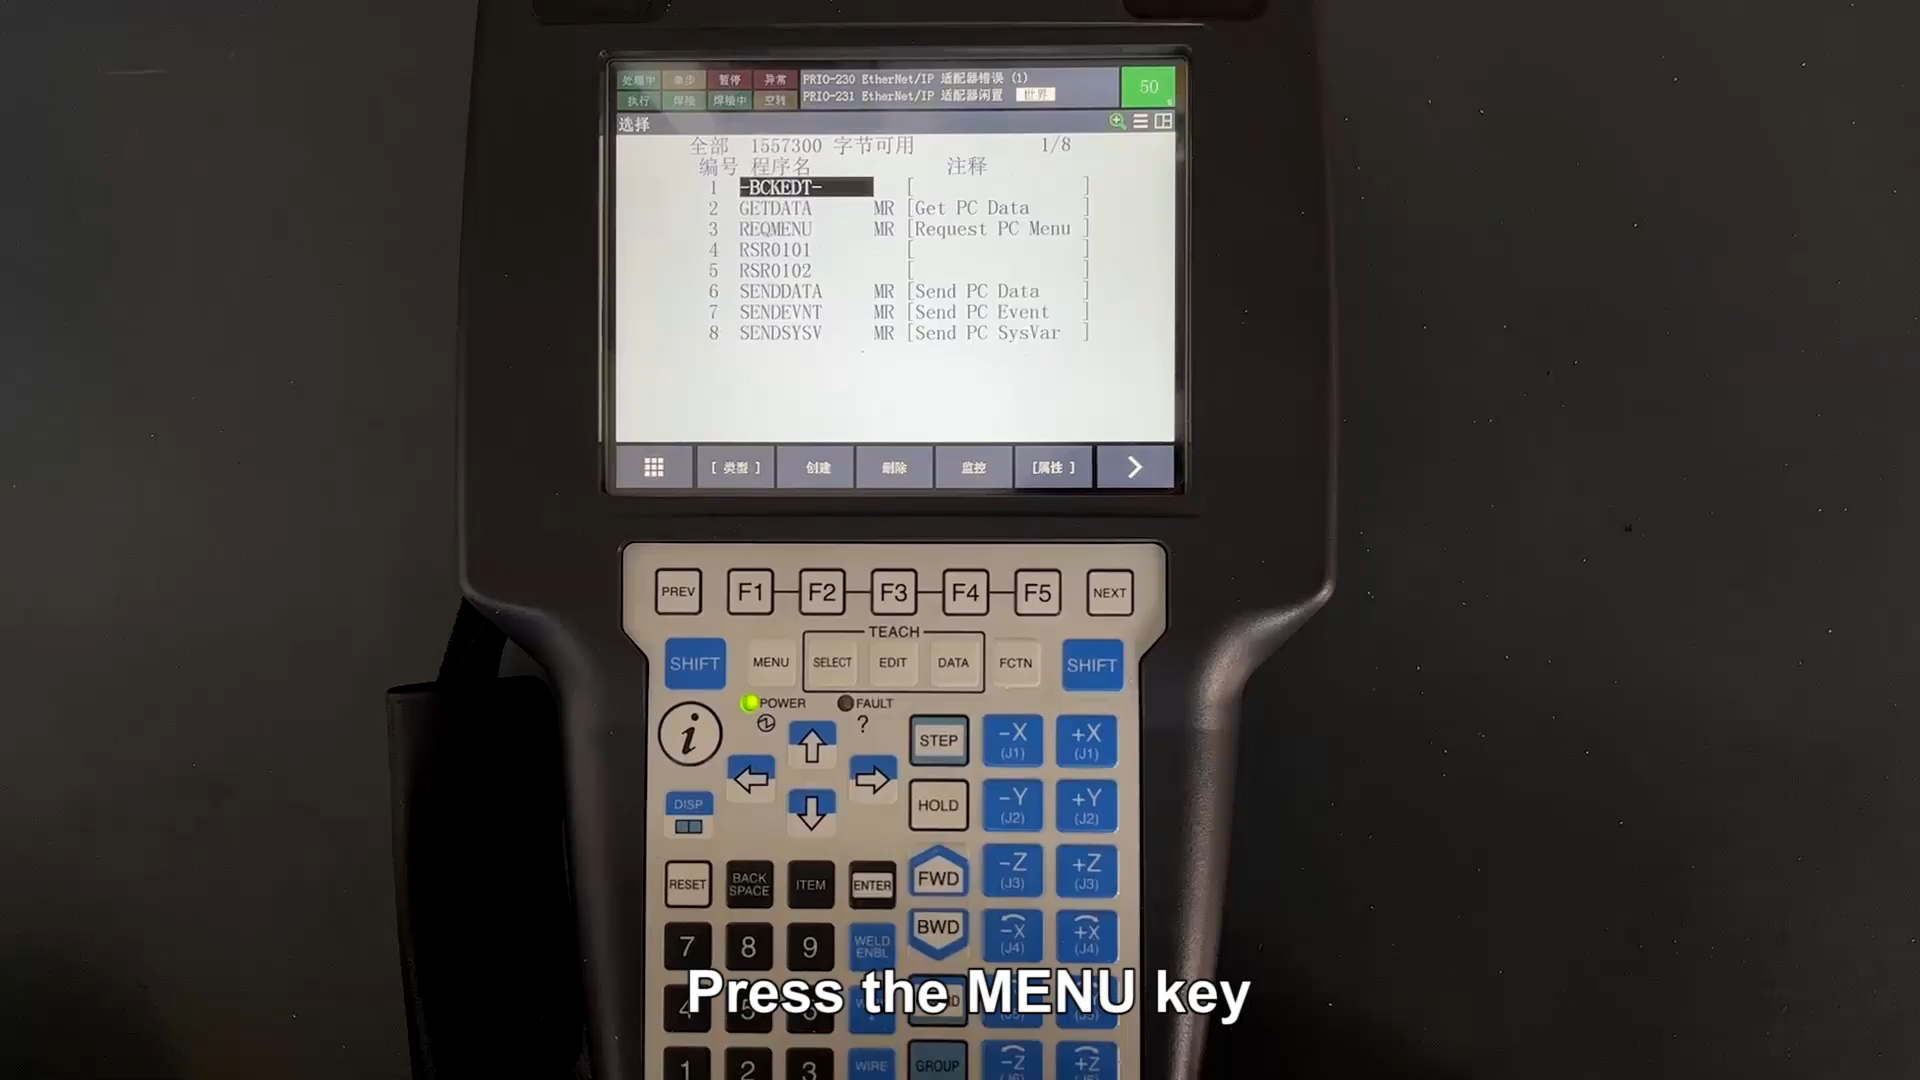 处理中 单步 暂停 异常 PRIO-230 EtherNet/IP 适配器错误 (1)
执行 焊接 焊接中 空转 PRIO-231 EtherNet/IP 适配器闲置 世界
50
%
选择
全部 1557300 字节可用 1/8
编号 程序名 注释
1 -BCKEDT- [ ]
2 GETDATA MR [Get PC Data ]
3 REQMENU MR [Request PC Menu ]
4 RSR0101 [ ]
5 RSR0102 [ ]
6 SENDDATA MR [Send PC Data ]
7 SENDEVNT MR [Send PC Event ]
8 SENDSYSV MR [Send PC SysVar ]
[ 类型 ] 创建 删除 监控 [属性 ] >
PREV F1 F2 F3 F4 F5 NEXT
TEACH
SHIFT MENU SELECT EDIT DATA FCTN SHIFT
POWER FAULT
i ?
STEP -X (J1) +X (J1)
DISP HOLD -Y (J2) +Y (J2)
RESET BACK SPACE ITEM ENTER FWD -Z (J3) +Z (J3)
7 8 9 WELD ENBL BWD -X (J4) +X (J4)
Press the MENU key
4 5
1 2 3 WIRE GROUP -Z +Z